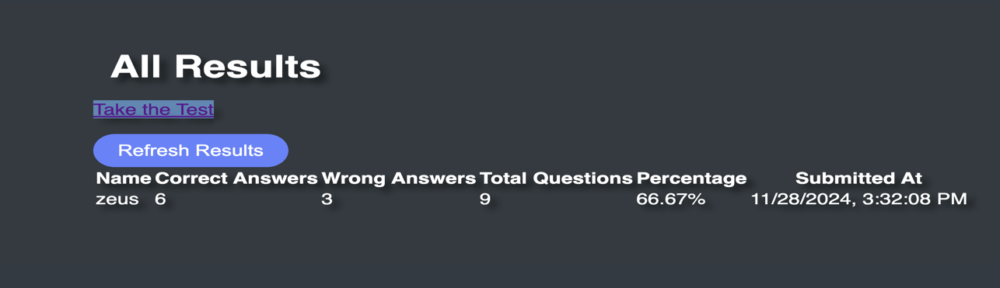 All Results
Take the Test
Refresh Results
Name Correct Answers Wrong Answers Total Questions Percentage Submitted At
zeus 6 3 9 66.67% 11/28/2024, 3:32:08 PM